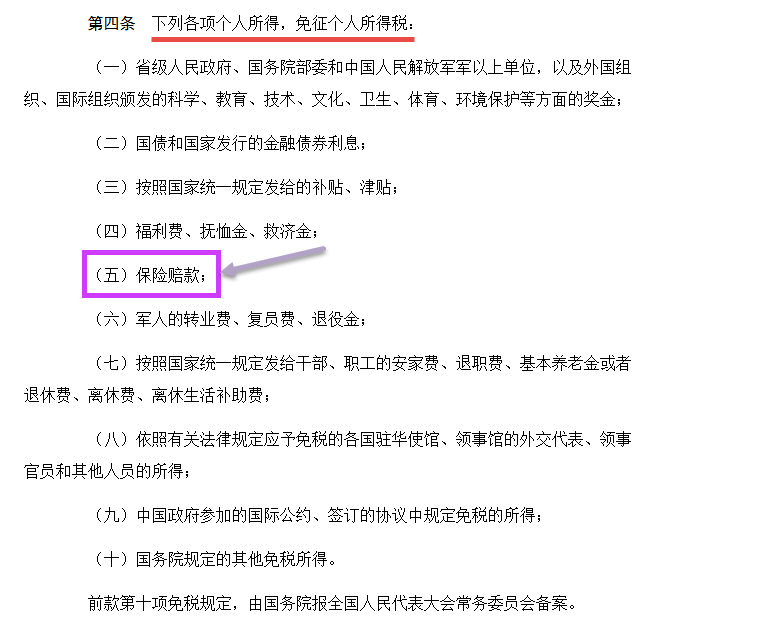 第四条　下列各项个人所得，免征个人所得税：
（一）省级人民政府、国务院部委和中国人民解放军军以上单位，以及外国组
织、国际组织颁发的科学、教育、技术、文化、卫生、体育、环境保护等方面的奖金；
（二）国债和国家发行的金融债券利息；
（三）按照国家统一规定发给的补贴、津贴；
（四）福利费、抚恤金、救济金；
（五）保险赔款；
（六）军人的转业费、复员费、退役金；
（七）按照国家统一规定发给干部、职工的安家费、退职费、基本养老金或者
退休费、离休费、离休生活补助费；
（八）依照有关法律规定应予免税的各国驻华使馆、领事馆的外交代表、领事
官员和其他人员的所得；
（九）中国政府参加的国际公约、签订的协议中规定免税的所得；
（十）国务院规定的其他免税所得。
前款第十项免税规定，由国务院报全国人民代表大会常务委员会备案。